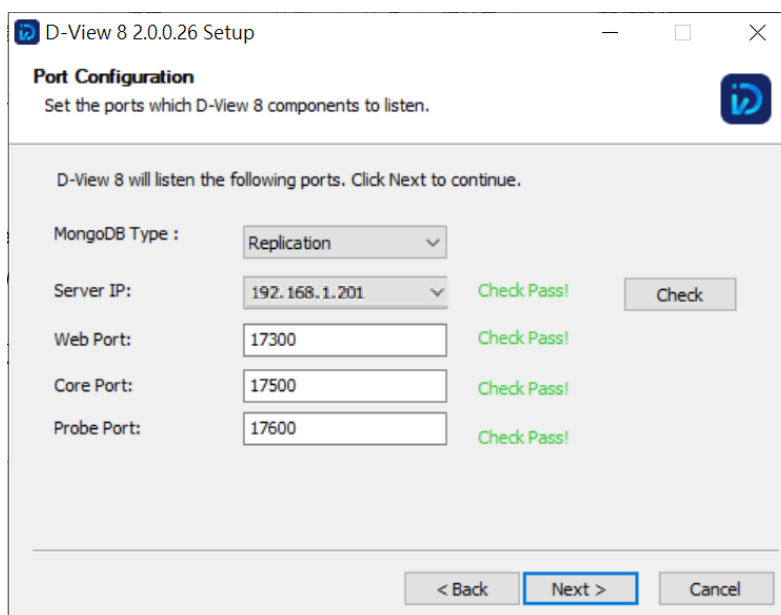 D-View 8 2.0.0.26 Setup
Port Configuration
Set the ports which D-View 8 components to listen.
D-View 8 will listen the following ports. Click Next to continue.
MongoDB Type :
Replication
Server IP:
192.168.1.201
Check Pass!
Check
Web Port:
17300
Check Pass!
Core Port:
17500
Check Pass!
Probe Port:
17600
Check Pass!
< Back
Next >
Cancel